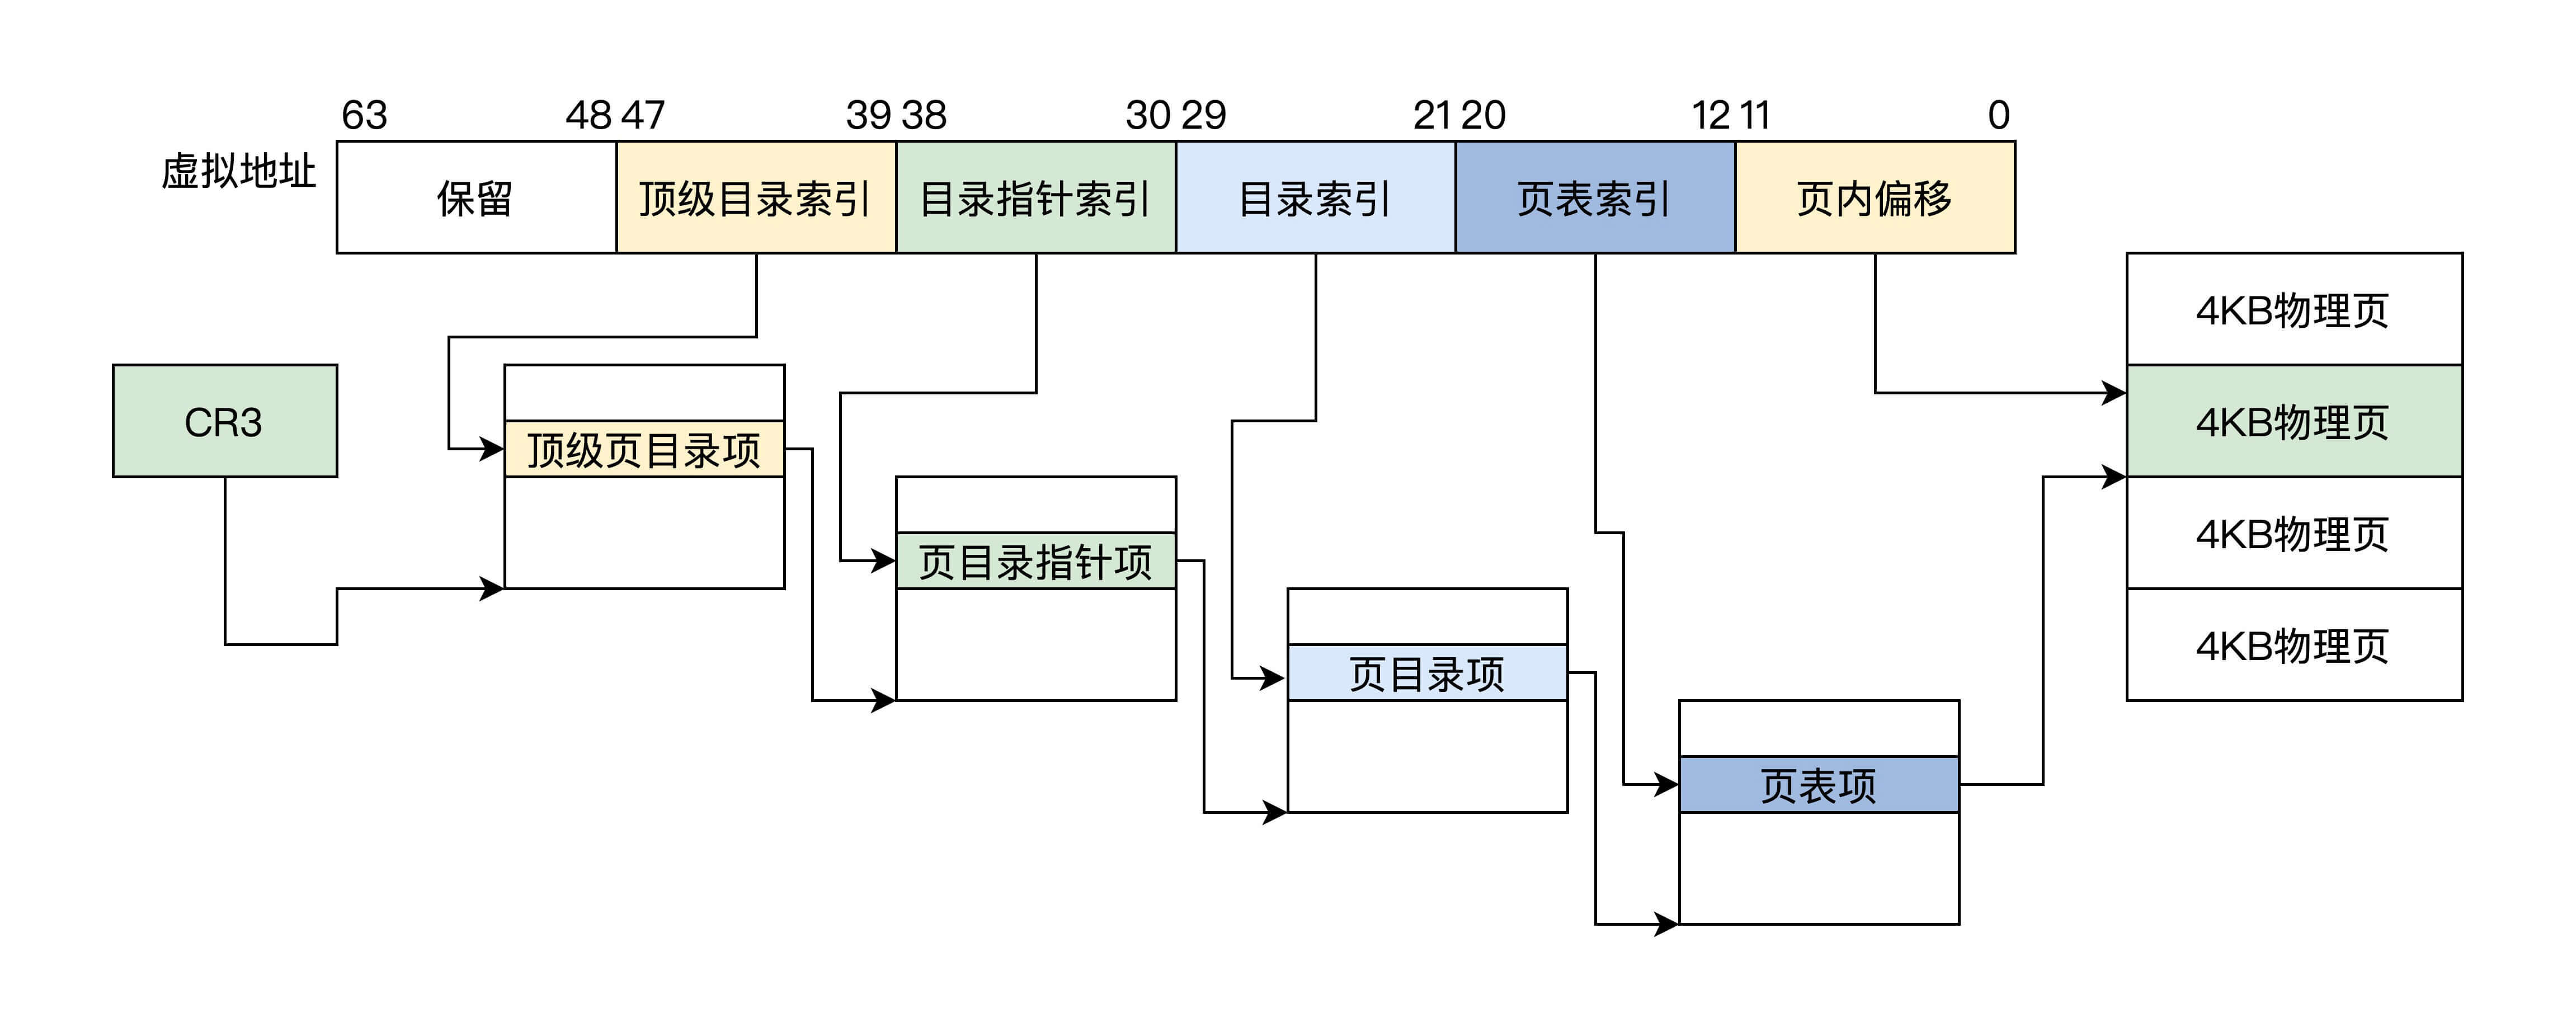 63 48 47 39 38 30 29 21 20 12 11 0
虚拟地址
保留 顶级目录索引 目录指针索引 目录索引 页表索引 页内偏移
4KB物理页
CR3
4KB物理页
顶级页目录项
4KB物理页
页目录指针项
4KB物理页
页目录项
页表项